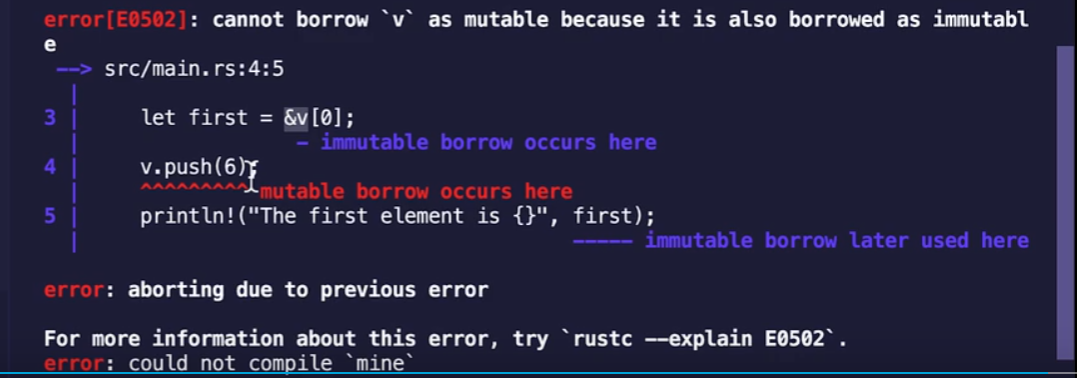 error[E0502]: cannot borrow `v` as mutable because it is also borrowed as immutabl
e
 --> src/main.rs:4:5
  |
3 |     let first = &v[0];
  |                  - immutable borrow occurs here
4 |     v.push(6);
  |     ^^^^^^^^^ mutable borrow occurs here
5 |     println!("The first element is {}", first);
  |                                         ----- immutable borrow later used here
error: aborting due to previous error
For more information about this error, try `rustc --explain E0502`.
error: could not compile `mine`